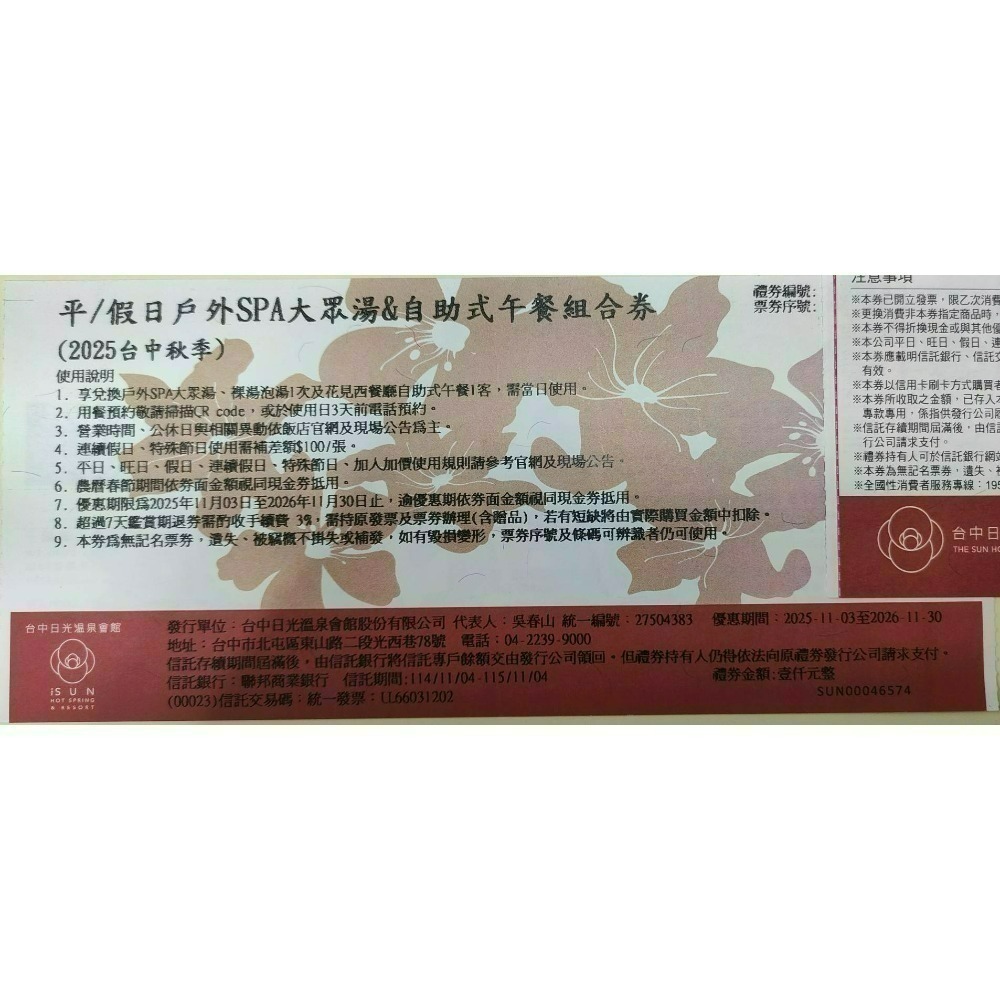 平/假日戶外SPA大眾湯&自助式午餐組合券
(2025台中秋季)
禮券編號:
票券序號:
使用說明
1. 享兌換戶外SPA大眾湯、裸湯泡湯1次及花見西餐廳自助式午餐1客，需當日使用。
2. 用餐預約敬請掃描QR code，或於使用日3天前電話預約。
3. 營業時間、公休日與相關異動依飯店官網及現場公告為主。
4. 連續假日、特殊節日使用需補差額$100/張。
5. 平日、旺日、假日、連續假日、特殊節日、加人加價使用規則請參考官網及現場公告。
6. 農曆春節期間依券面金額視同現金券抵用。
7. 優惠期限為2025年11月03日至2026年11月30日止，逾優惠期依券面金額視同現金券抵用。
8. 超過7天鑑賞期退券需酌收手續費 3%，需持原發票及票券辦理(含贈品)，若有短缺將由實際購買金額中扣除。
9. 本券為無記名票券，遺失、被竊概不掛失或補發，如有毀損變形，票券序號及條碼可辨識者仍可使用。
注意事項
※本券已開立發票，限乙次消費
※更換消費非本券指定商品時，
※本券不得折換現金或與其他優
※本公司平日、旺日、假日、連
※本券應載明信託銀行、信託交
有效。
※本券以信用卡刷卡方式購買者
※本券所收取之金額，已存入本
專款專用，係指供發行公司履
※信託存續期間屆滿後，由信託
行公司請求支付。
※禮券持有人可於信託銀行網站
※本券為無記名票券，遺失、被
※全國性消費者服務專線：195
台中日
THE SUN HO
台中日光溫泉會館
iSUN
HOT SPRING
& RESORT
發行單位：台中日光溫泉會館股份有限公司 代表人：吳春山 統一編號：27504383 優惠期間：2025-11-03至2026-11-30
地址：台中市北屯區東山路二段光西巷78號 電話：04-2239-9000
信託存續期間屆滿後，由信託銀行將信託專戶餘額交由發行公司領回。但禮券持有人仍得依法向原禮券發行公司請求支付。
信託銀行：聯邦商業銀行 信託期間:114/11/04-115/11/04 禮券金額:壹仟元整
(00023)信託交易碼：統一發票：LL66031202 SUN00046574